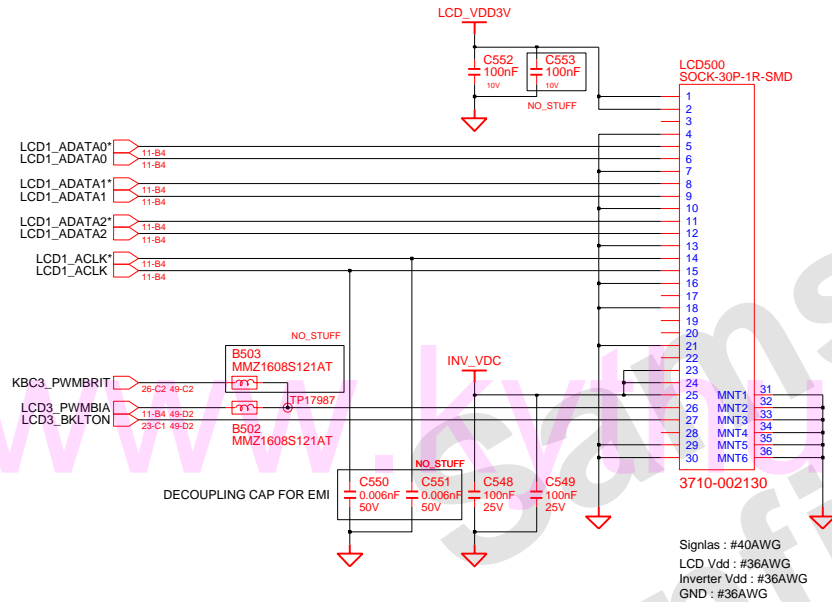 LCD_VDD3V
C552
100nF
10V
C553
100nF
10V
NO_STUFF
LCD500
SOCK-30P-1R-SMD
1
2
3
4
5
6
7
8
9
10
11
12
13
14
15
16
17
18
19
20
21
22
23
24
25
26
27
28
29
30
MNT1
MNT2
MNT3
MNT4
MNT5
MNT6
31
32
33
34
35
36
3710-002130
LCD1_ADATA0*
11-B4
LCD1_ADATA0
11-B4
LCD1_ADATA1*
11-B4
LCD1_ADATA1
11-B4
LCD1_ADATA2*
11-B4
LCD1_ADATA2
11-B4
LCD1_ACLK*
11-B4
LCD1_ACLK
11-B4
NO_STUFF
B503
MMZ1608S121AT
KBC3_PWMBRIT
26-C2 49-C2
TP17987
LCD3_PWMBIA
11-B4 49-D2
LCD3_BKLTON
23-C1 49-D2
B502
MMZ1608S121AT
INV_VDC
DECOUPLING CAP FOR EMI
NO_STUFF
C550
0.006nF
50V
C551
0.006nF
50V
C548
100nF
25V
C549
100nF
25V
Signlas : #40AWG
LCD Vdd : #36AWG
Inverter Vdd : #36AWG
GND : #36AWG